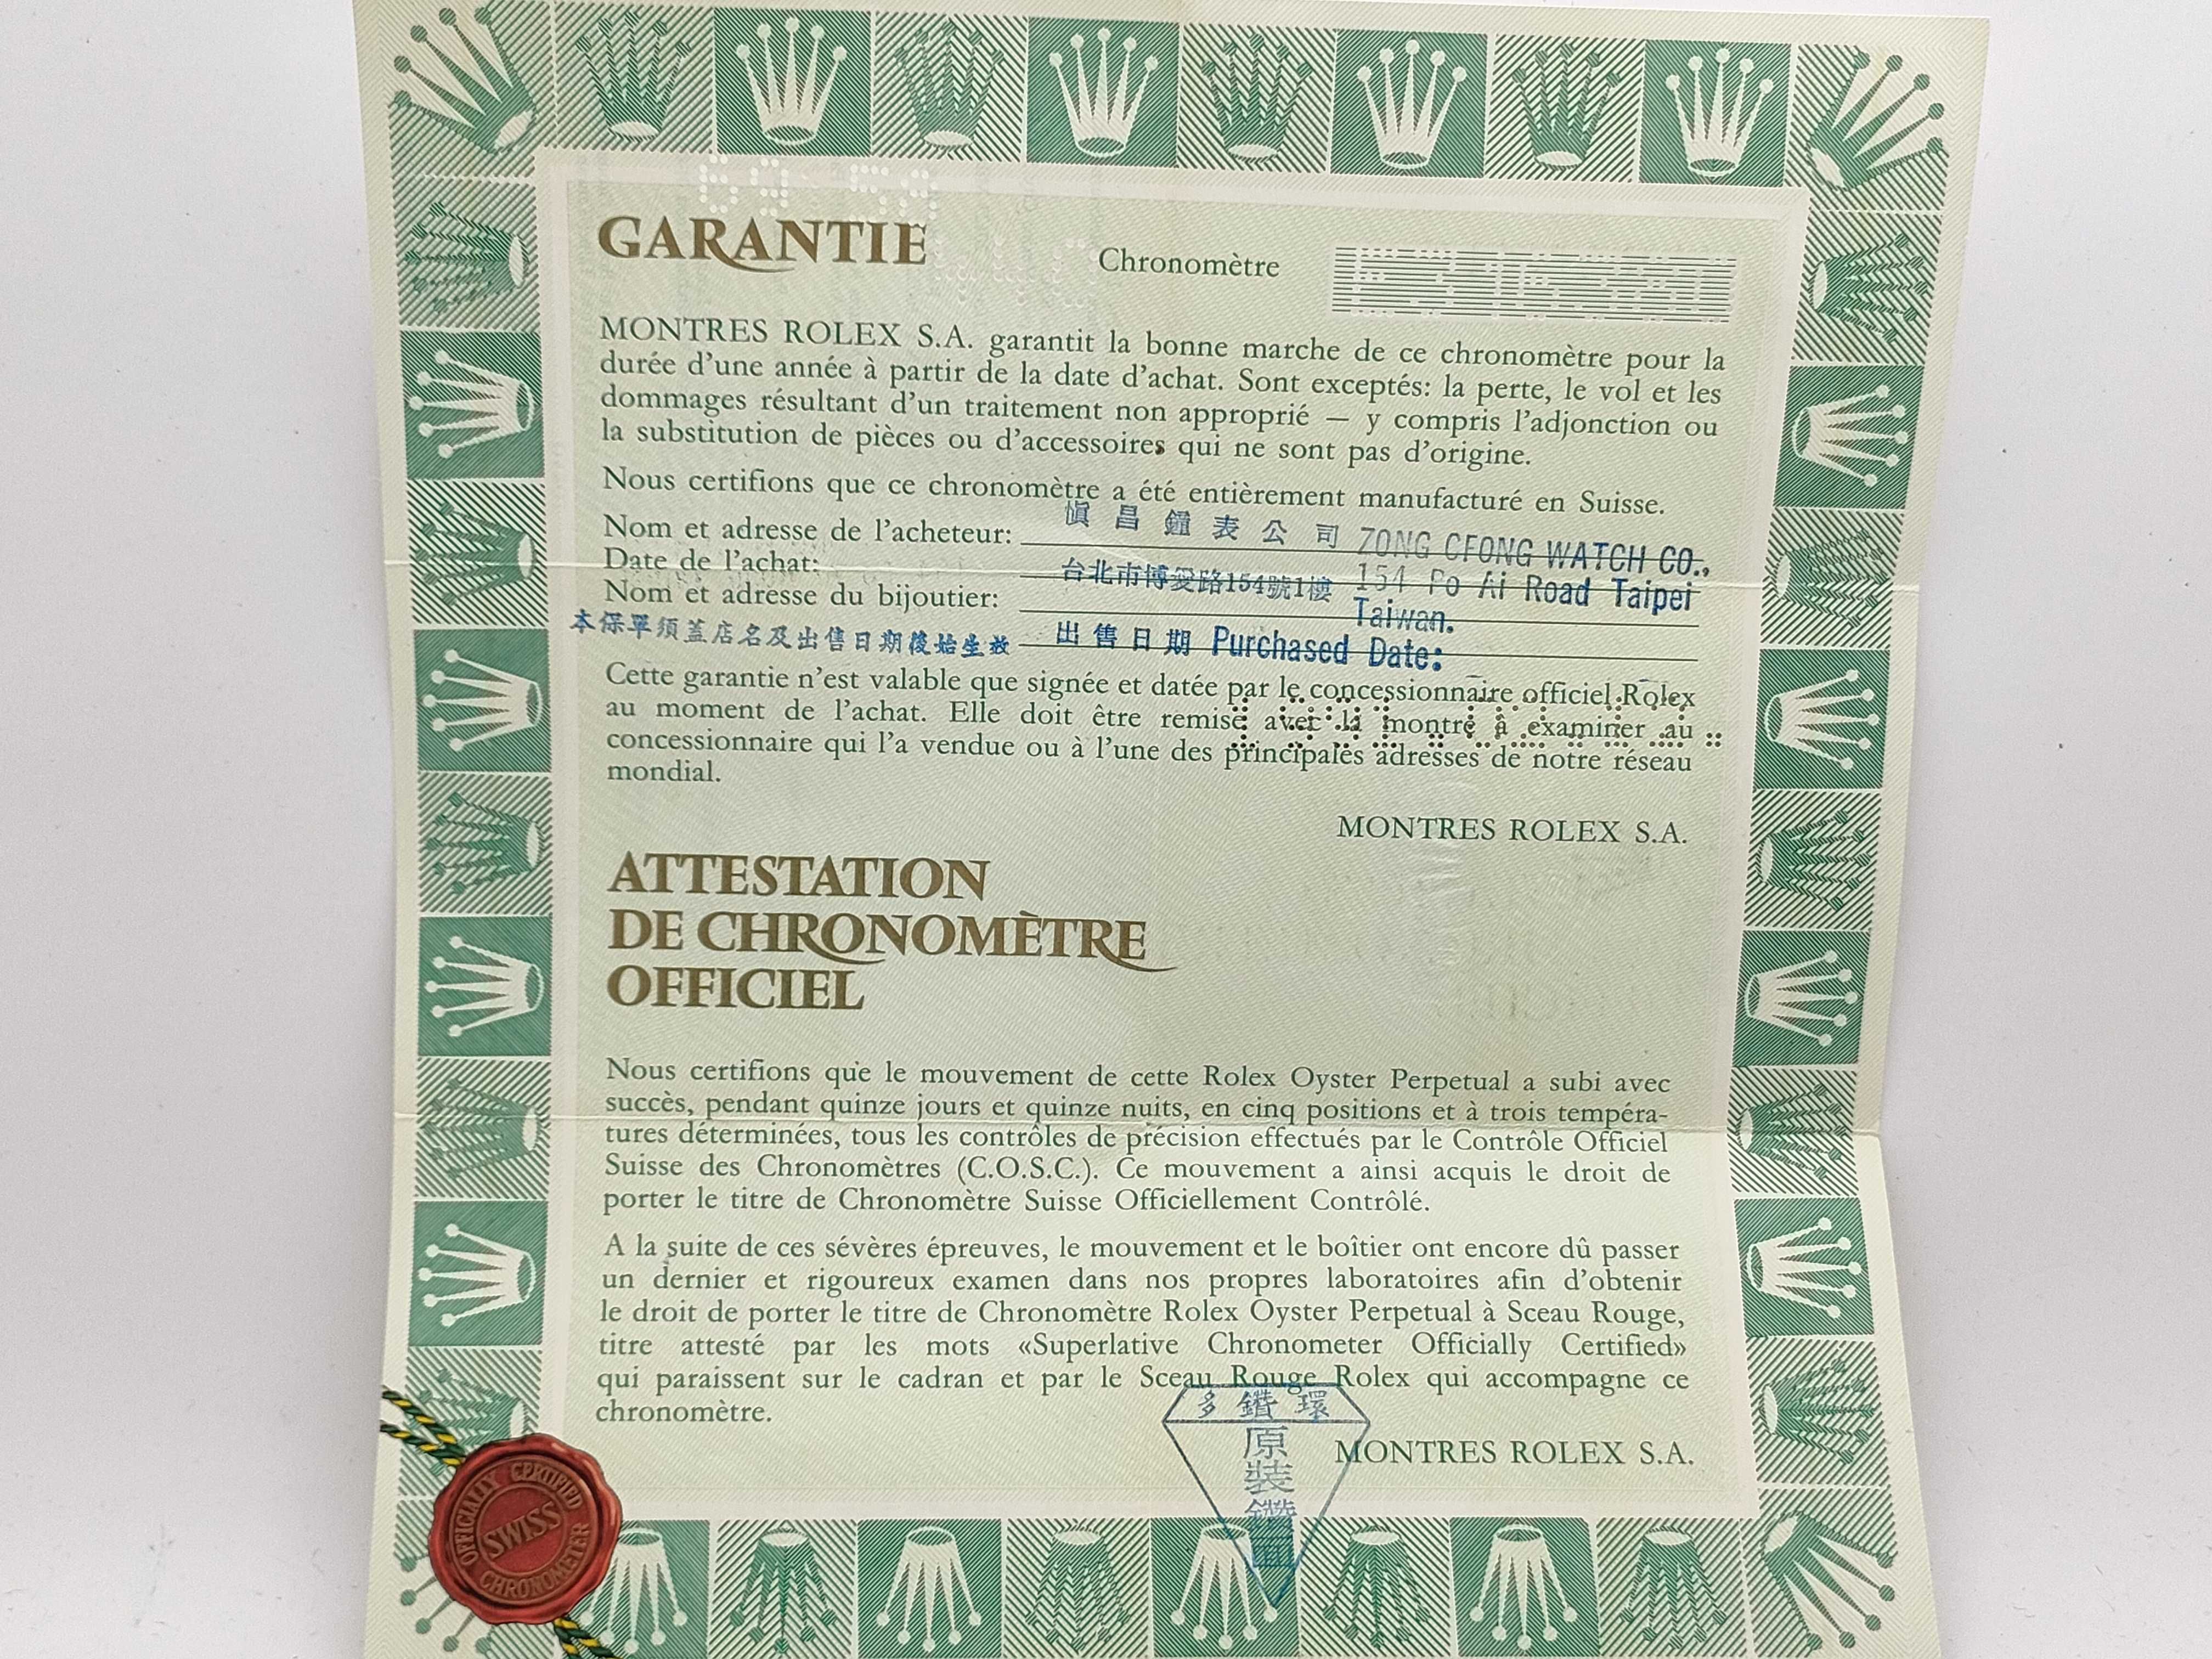 GARANTIE
Chronomètre
MONTRES ROLEX S.A. garantit la bonne marche de ce chronomètre pour la
durée d'une année à partir de la date d'achat. Sont exceptés: la perte, le vol et les
dommages résultant d'un traitement non approprié — y compris l'adjonction ou
la substitution de pièces ou d'accessoires qui ne sont pas d'origine.
Nous certifions que ce chronomètre a été entièrement manufacturé en Suisse.
Nom et adresse de l'acheteur: 慎昌鐘表公司 ZONG CFONG WATCH CO.,
Date de l'achat: 台北市博愛路154號1樓 154 Po Ai Road Taipei
Nom et adresse du bijoutier: Taiwan.
本保單須蓋店名及出售日期後始生效 出售日期 Purchased Date:
Cette garantie n'est valable que signée et datée par le concessionnaire officiel Rolex
au moment de l'achat. Elle doit être remise avec la montre à examiner au
concessionnaire qui l'a vendue ou à l'une des principales adresses de notre réseau
mondial.
MONTRES ROLEX S.A.
ATTESTATION
DE CHRONOMÈTRE
OFFICIEL
Nous certifions que le mouvement de cette Rolex Oyster Perpetual a subi avec
succès, pendant quinze jours et quinze nuits, en cinq positions et à trois tempéra-
tures déterminées, tous les contrôles de précision effectués par le Contrôle Officiel
Suisse des Chronomètres (C.O.S.C.). Ce mouvement a ainsi acquis le droit de
porter le titre de Chronomètre Suisse Officiellement Contrôlé.
A la suite de ces sévères épreuves, le mouvement et le boîtier ont encore dû passer
un dernier et rigoureux examen dans nos propres laboratoires afin d'obtenir
le droit de porter le titre de Chronomètre Rolex Oyster Perpetual à Sceau Rouge,
titre attesté par les mots «Superlative Chronometer Officially Certified»
qui paraissent sur le cadran et par le Sceau Rouge Rolex qui accompagne ce
chronomètre.
多鑽環
原裝鑽面
MONTRES ROLEX S.A.
OFFICIALLY CERTIFIED
SWISS
CHRONOMETER